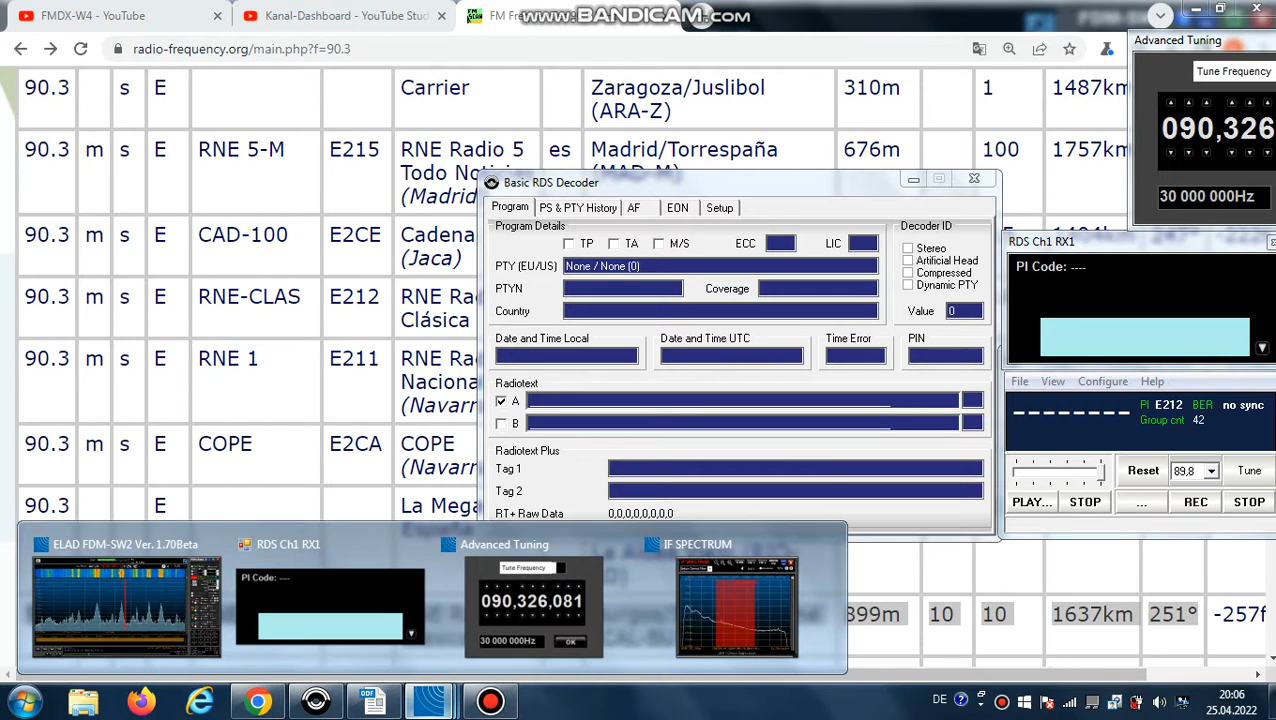 FMDX-W4 - YouTube
Kanal-Dashboard - YouTube Stud
FM Fre
www.BANDICAM.com
radio-frequency.org/main.php?f=90.3
90.3 s E Carrier Zaragoza/Juslibol (ARA-Z) 310m 1 1487km
90.3 m s E RNE 5-M E215 RNE Radio 5 Todo es Madrid/Torrespaña 676m 100 1757km
(Madrid
90.3 m s E CAD-100 E2CE Cadena
(Jaca)
90.3 m s E RNE-CLAS E212 RNE Ra
Clásica
90.3 m s E RNE 1 E211 RNE Ra
Naciona
(Navarr
90.3 m s E COPE E2CA COPE
(Navarr
90.3 E La Mega
899m 10 10 1637km 251°
Basic RDS Decoder
Program PS & PTY History AF EON Setup
Program Details
TP TA M/S ECC LIC
PTY (EU/US) None / None (0)
PTYN Coverage
Country
Decoder ID
Stereo
Artificial Head
Compressed
Dynamic PTY
Value 0
Date and Time Local Date and Time UTC Time Error PIN
Radiotext
A
B
Radiotext Plus
Tag 1
Tag 2
RT+ Raw Data 0,0,0,0,0,0,0
Advanced Tuning
Tune Frequency
090,326
30 000 000Hz
RDS Ch1 RX1
PI Code: ----
File View Configure Help
PI E212 BER no sync
Group cnt 42
Reset 89,8 Tune
PLAY... STOP ... REC STOP
ELAD FDM-SW2 Ver. 1.70Beta
RDS Ch1 RX1
PI Code: ----
Advanced Tuning
Tune Frequency
090,326,081
30 000 000Hz OK
IF SPECTRUM
DE
20:06
25.04.2022